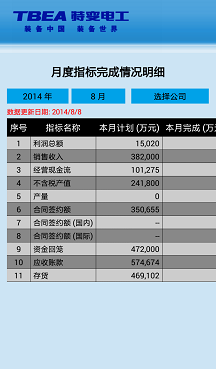 TBEA 特变电工
装备中国 装备世界
月度指标完成情况明细
2014 年 8 月 选择公司
数据更新日期: 2014/8/8
序号 指标名称 本月计划 (万元) 本月完成 (万
1 利润总额 15,020
2 销售收入 382,000
3 经营现金流 101,275
4 不含税产值 241,800
5 产量 0
6 合同签约额 350,655
7 合同签约额 (国内) --
8 合同签约额 (国际) --
9 资金回笼 472,000
10 应收账款 574,674
11 存货 469,102